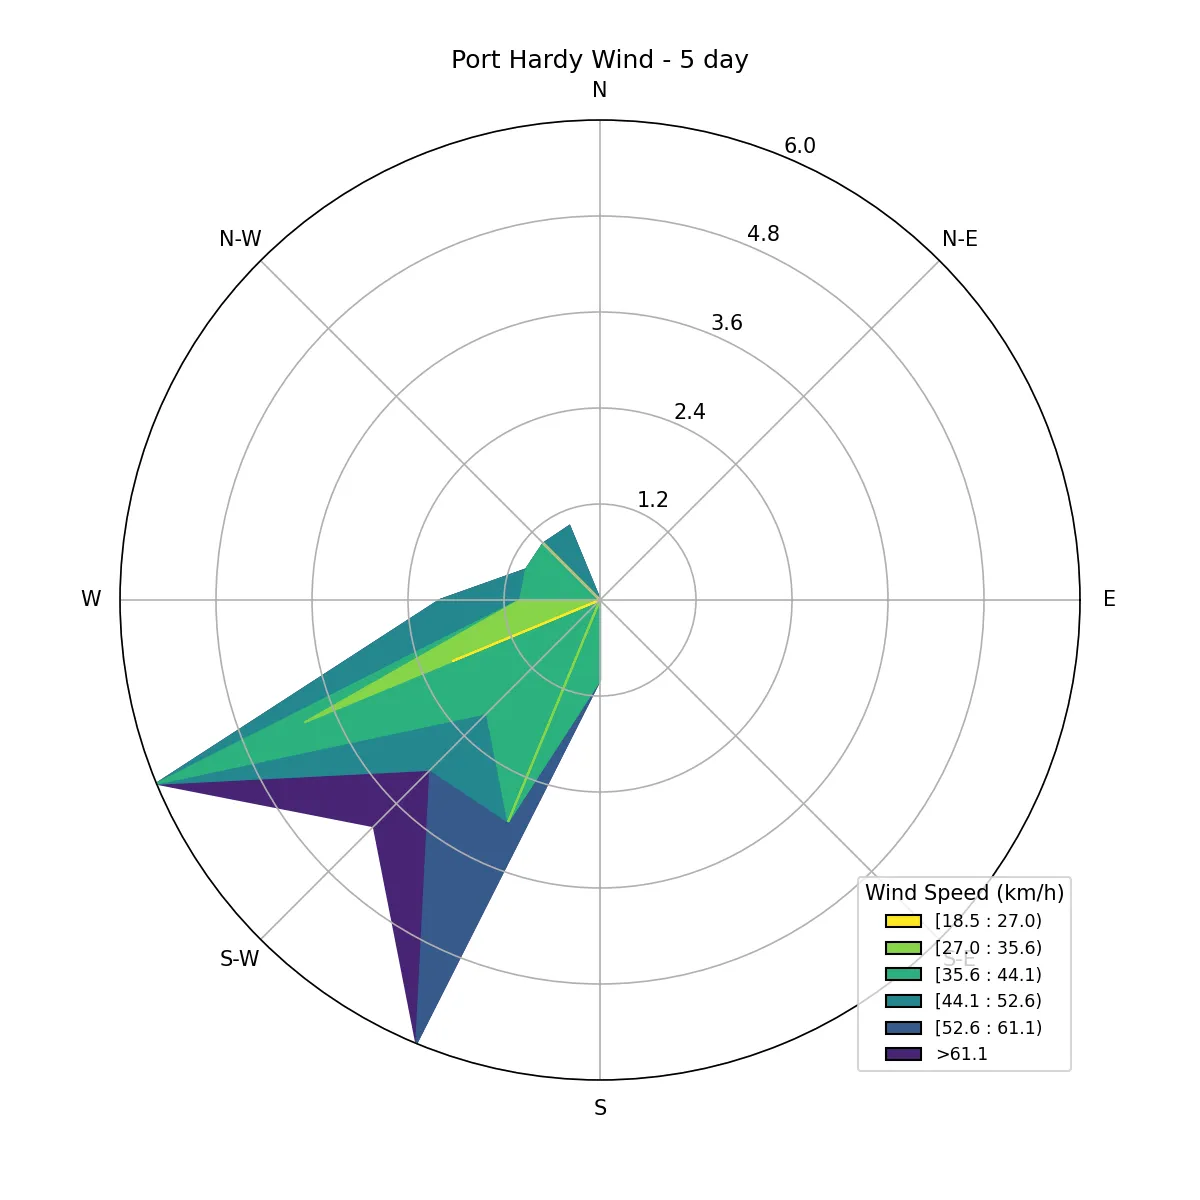 Port Hardy Wind - 5 day
N
6.0
N-W
4.8
N-E
3.6
2.4
1.2
W
E
Wind Speed (km/h)
[18.5 : 27.0)
[27.0 : 35.6)
S-W
S-E
[35.6 : 44.1)
[44.1 : 52.6)
[52.6 : 61.1)
>61.1
S